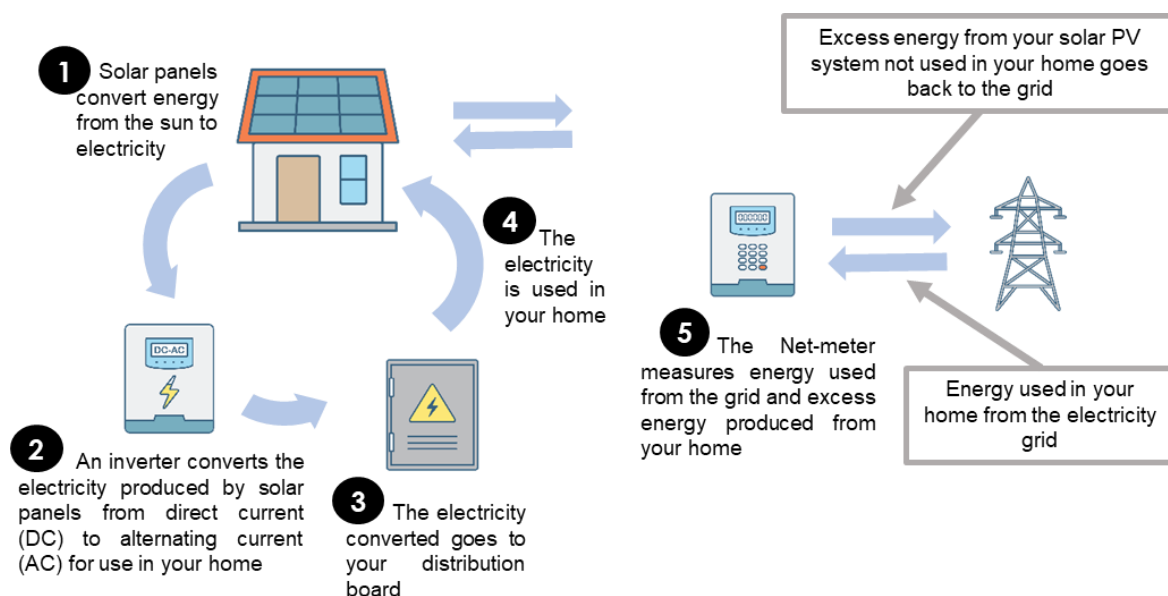 1 Solar panels
convert energy
from the sun to
electricity
DC-AC
2 An inverter converts the
electricity produced by solar
panels from direct current
(DC) to alternating current
(AC) for use in your home
3 The electricity
converted goes to
your distribution
board
4 The
electricity
is used in
your home
000000
5 The Net-meter
measures energy used
from the grid and excess
energy produced from
your home
Excess energy from your solar PV
system not used in your home goes
back to the grid
Energy used in your
home from the electricity
grid